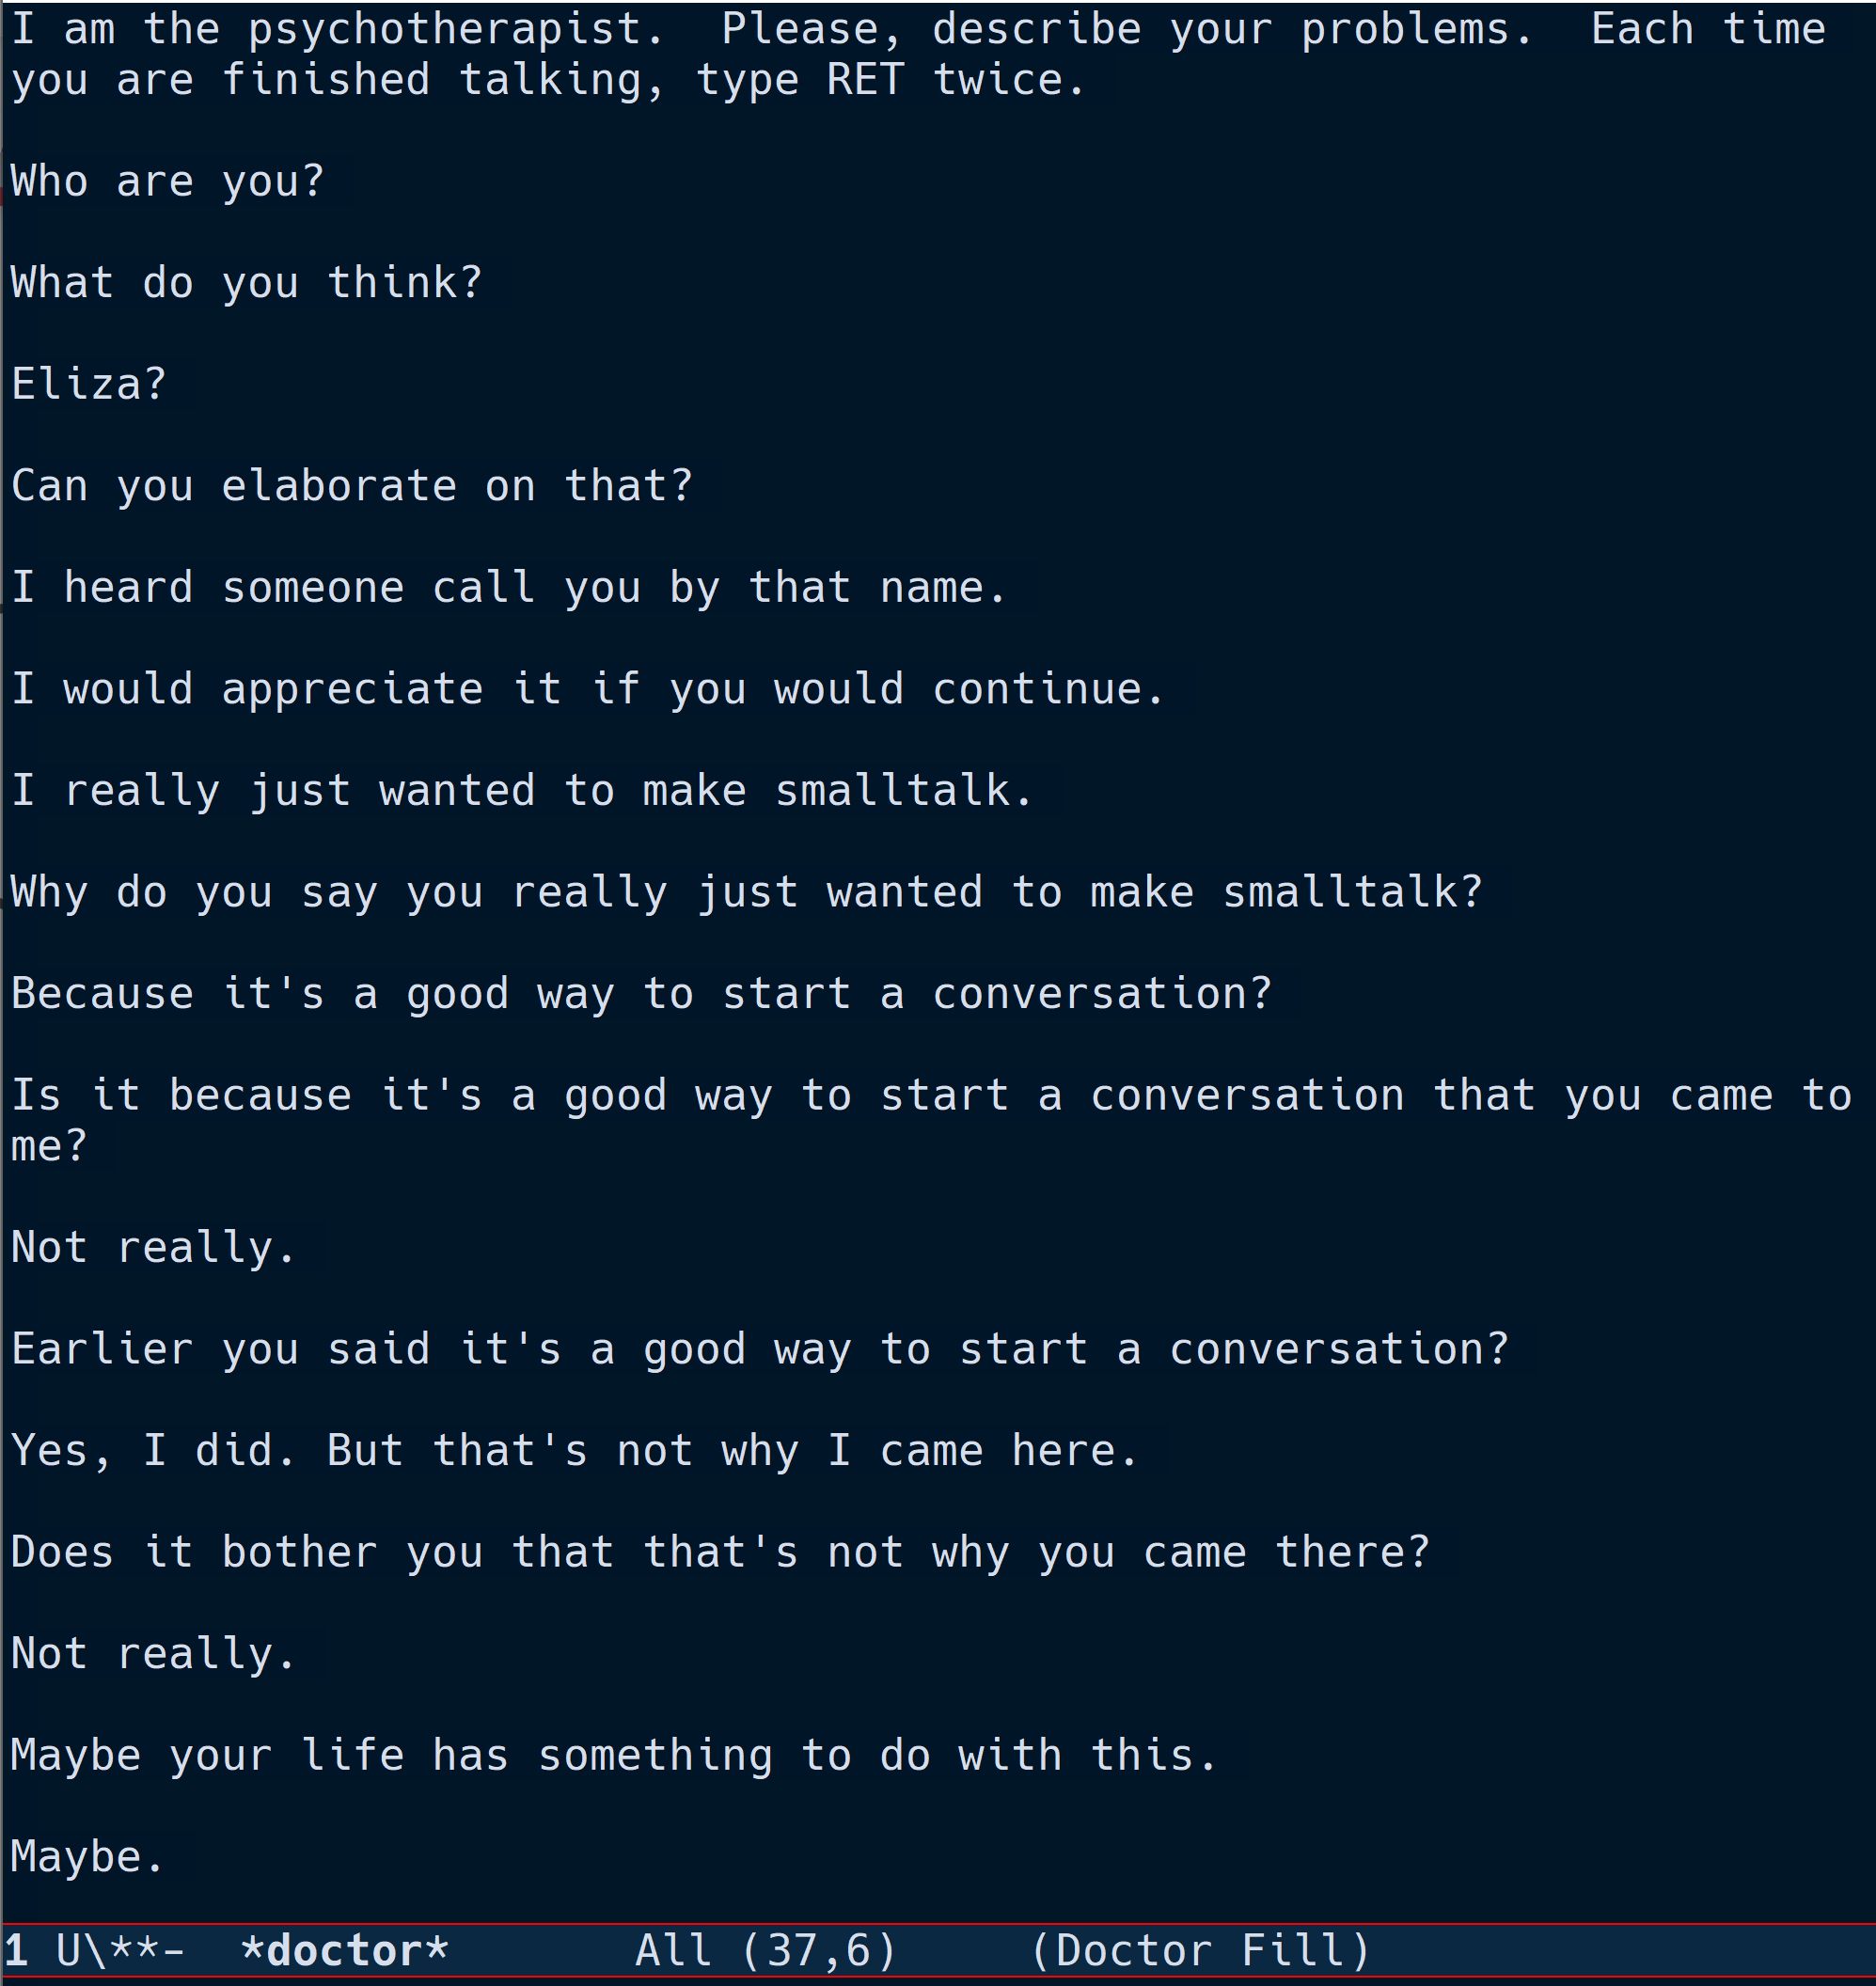 I am the psychotherapist.  Please, describe your problems.  Each time
you are finished talking, type RET twice.
Who are you?
What do you think?
Eliza?
Can you elaborate on that?
I heard someone call you by that name.
I would appreciate it if you would continue.
I really just wanted to make smalltalk.
Why do you say you really just wanted to make smalltalk?
Because it's a good way to start a conversation?
Is it because it's a good way to start a conversation that you came to
me?
Not really.
Earlier you said it's a good way to start a conversation?
Yes, I did. But that's not why I came here.
Does it bother you that that's not why you came there?
Not really.
Maybe your life has something to do with this.
Maybe.
1 U\**-  *doctor*       All (37,6)     (Doctor Fill)